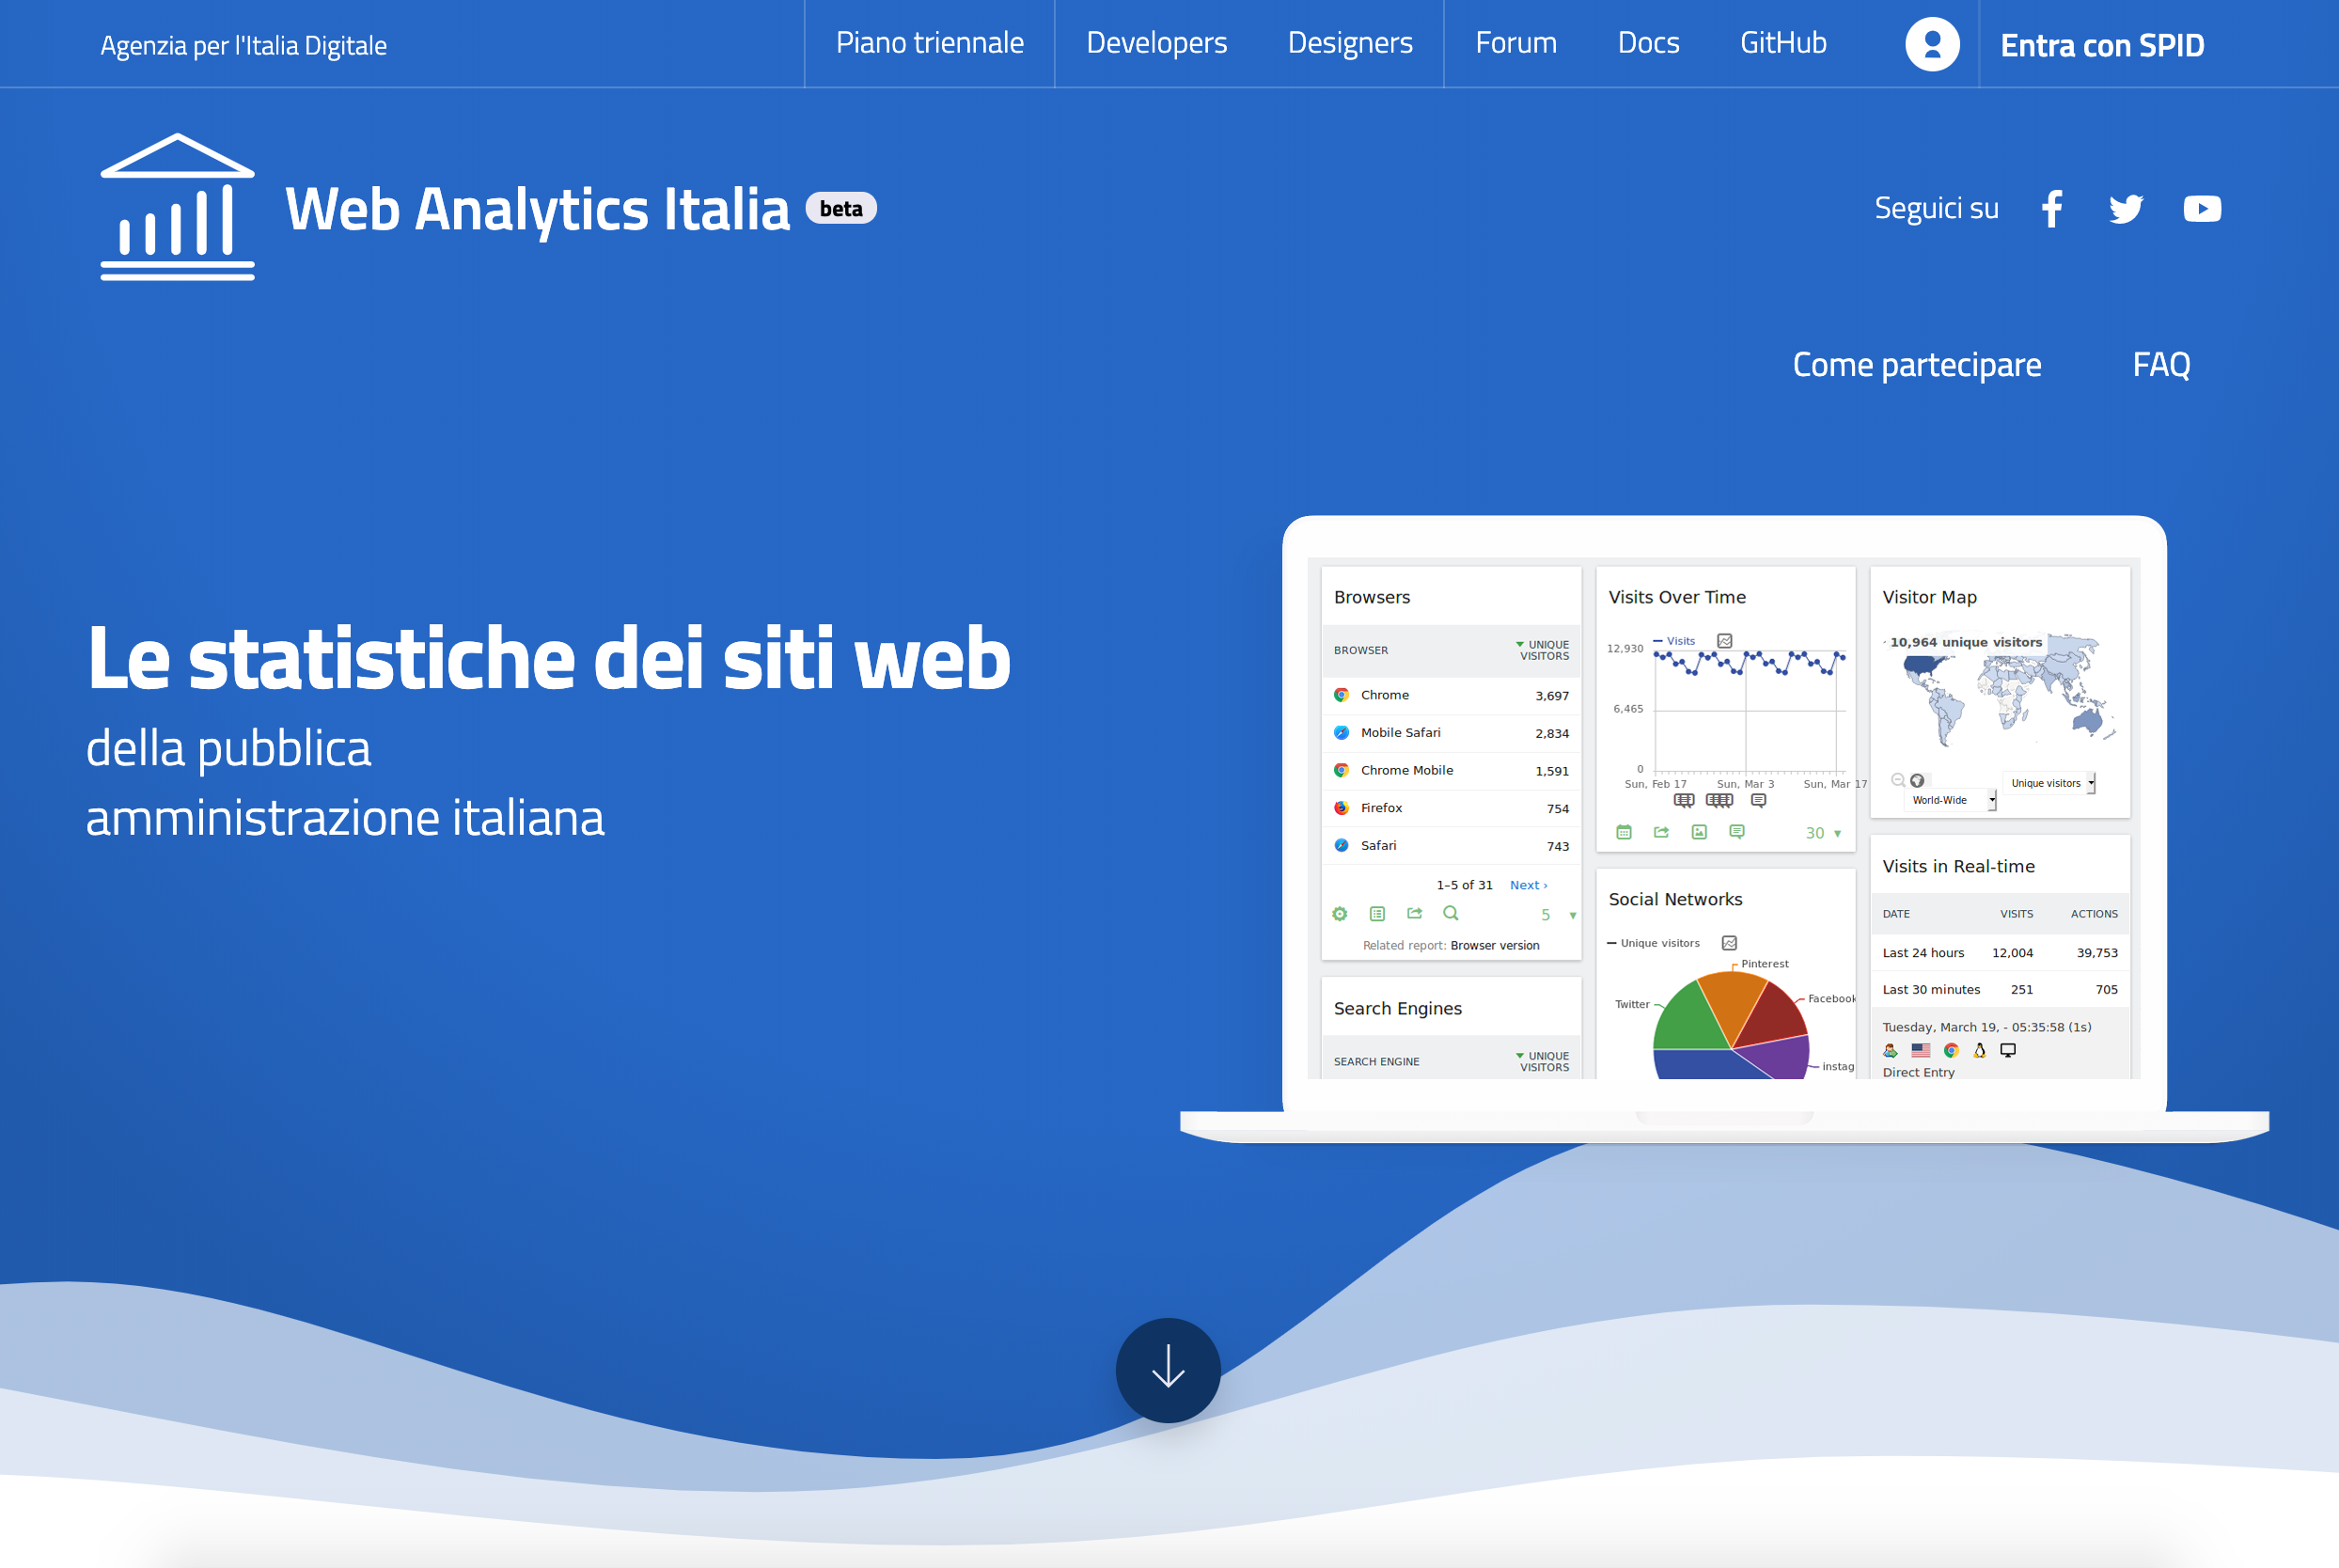 Agenzia per l'Italia Digitale
Piano triennale
Developers
Designers
Forum
Docs
GitHub
Entra con SPID
Web Analytics Italia beta
Seguici su
Come partecipare
FAQ
Le statistiche dei siti web
della pubblica
amministrazione italiana
Browsers
BROWSER
UNIQUE
VISITORS
Chrome 3,697
Mobile Safari 2,834
Chrome Mobile 1,591
Firefox 754
Safari 743
1–5 of 31 Next ›
5
Related report: Browser version
Search Engines
SEARCH ENGINE
UNIQUE
VISITORS
Visits Over Time
Visits
12,930
6,465
0
Sun, Feb 17 Sun, Mar 3 Sun, Mar 17
30
Social Networks
Unique visitors
Pinterest
Twitter
Facebook
instag
Visitor Map
10,964 unique visitors
Unique visitors
World-Wide
Visits in Real-time
DATE VISITS ACTIONS
Last 24 hours 12,004 39,753
Last 30 minutes 251 705
Tuesday, March 19, - 05:35:58 (1s)
Direct Entry